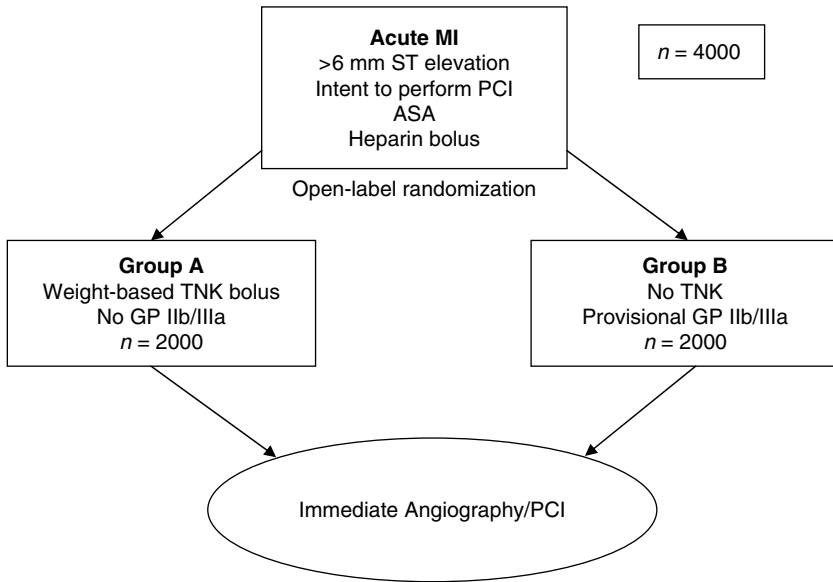 Acute MI
>6 mm ST elevation
Intent to perform PCI
ASA
Heparin bolus
n = 4000
Open-label randomization
Group A
Weight-based TNK bolus
No GP IIb/IIIa
n = 2000
Group B
No TNK
Provisional GP IIb/IIIa
n = 2000
Immediate Angiography/PCI